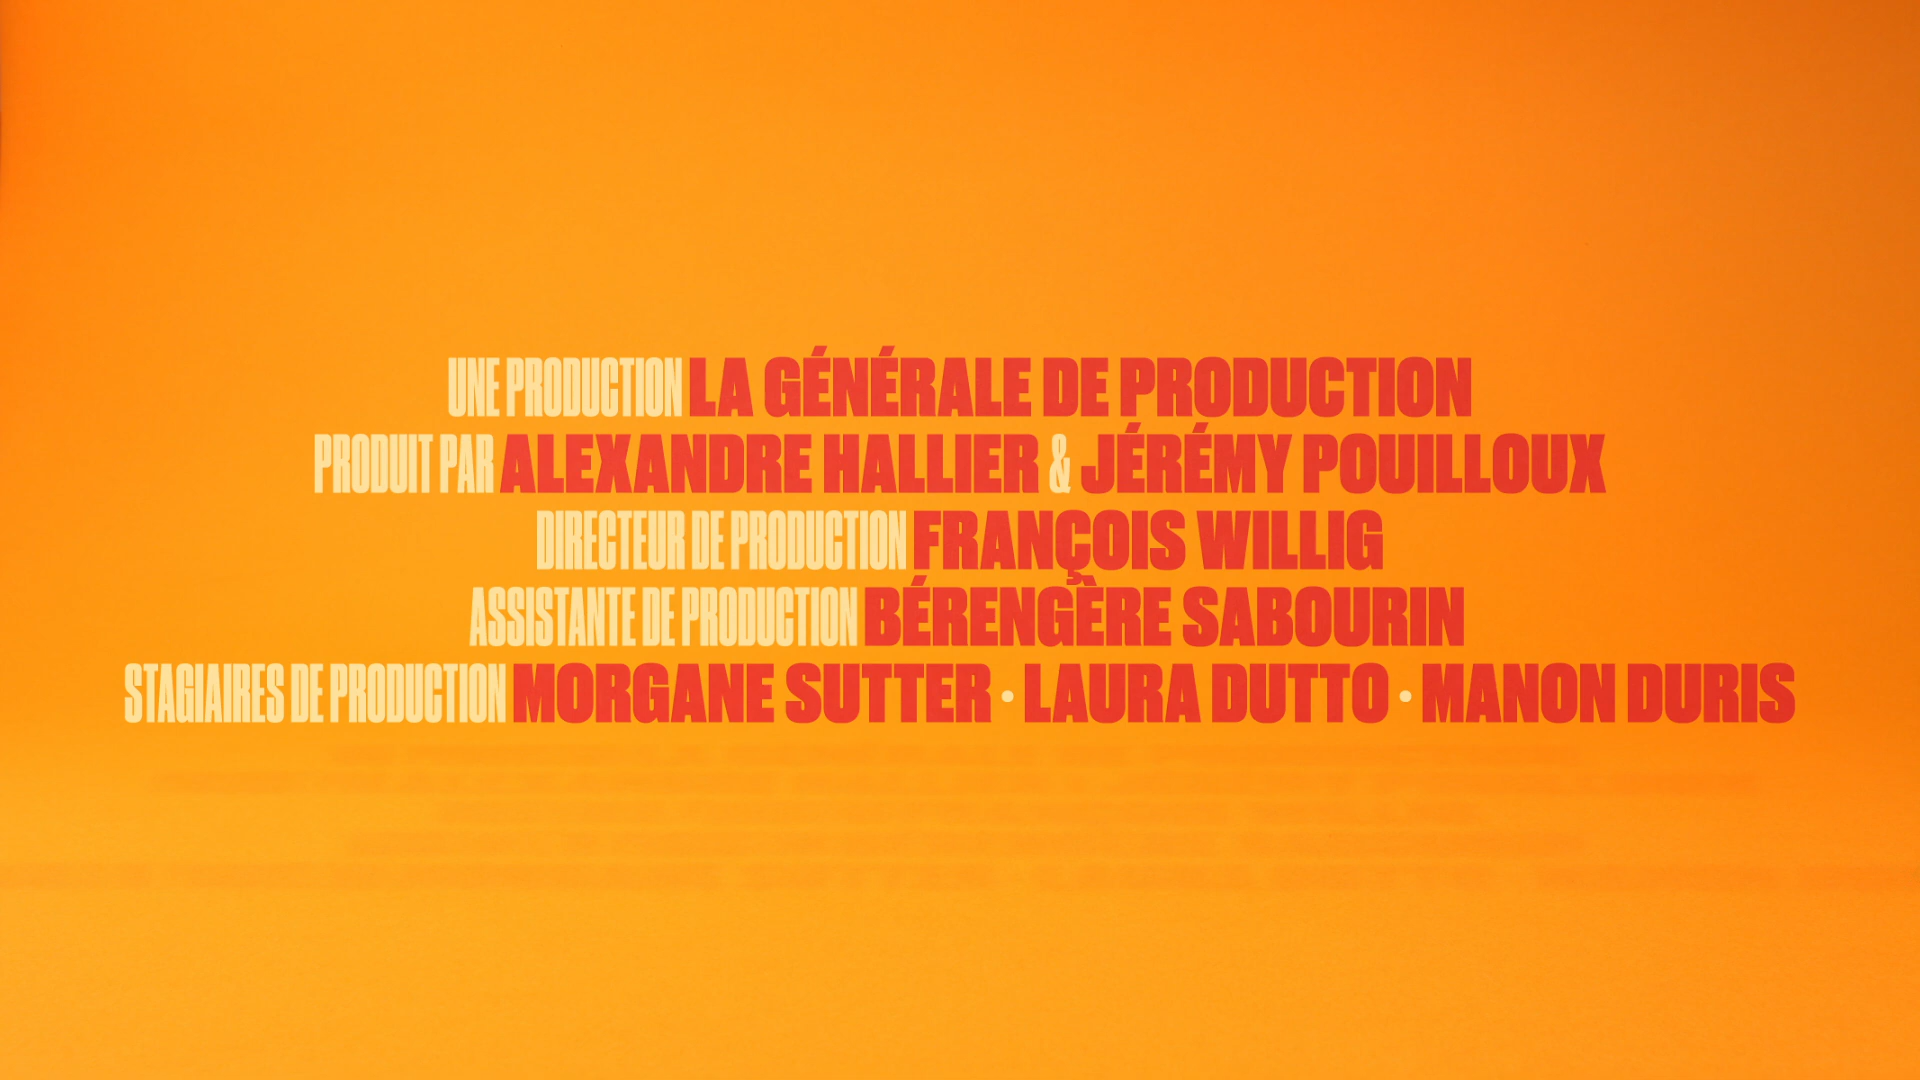 UNE PRODUCTION LA GÉNÉRALE DE PRODUCTION
PRODUIT PAR ALEXANDRE HALLIER & JÉRÉMY POUILLOUX
DIRECTEUR DE PRODUCTION FRANÇOIS WILLIG
ASSISTANTE DE PRODUCTION BÉRENGÈRE SABOURIN
STAGIAIRES DE PRODUCTION MORGANE SUTTER • LAURA DUTTO • MANON DURIS